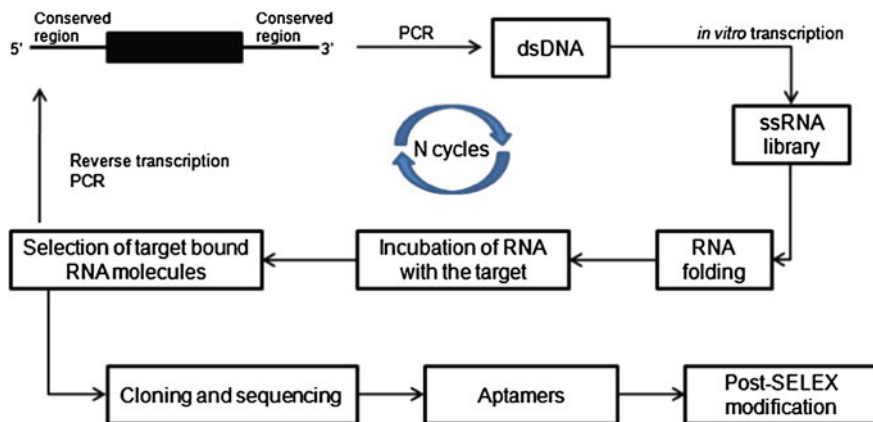 Conserved region
Conserved region
5'
3'
PCR
dsDNA
in vitro transcription
ssRNA library
N cycles
Reverse transcription PCR
Selection of target bound RNA molecules
Incubation of RNA with the target
RNA folding
Cloning and sequencing
Aptamers
Post-SELEX modification